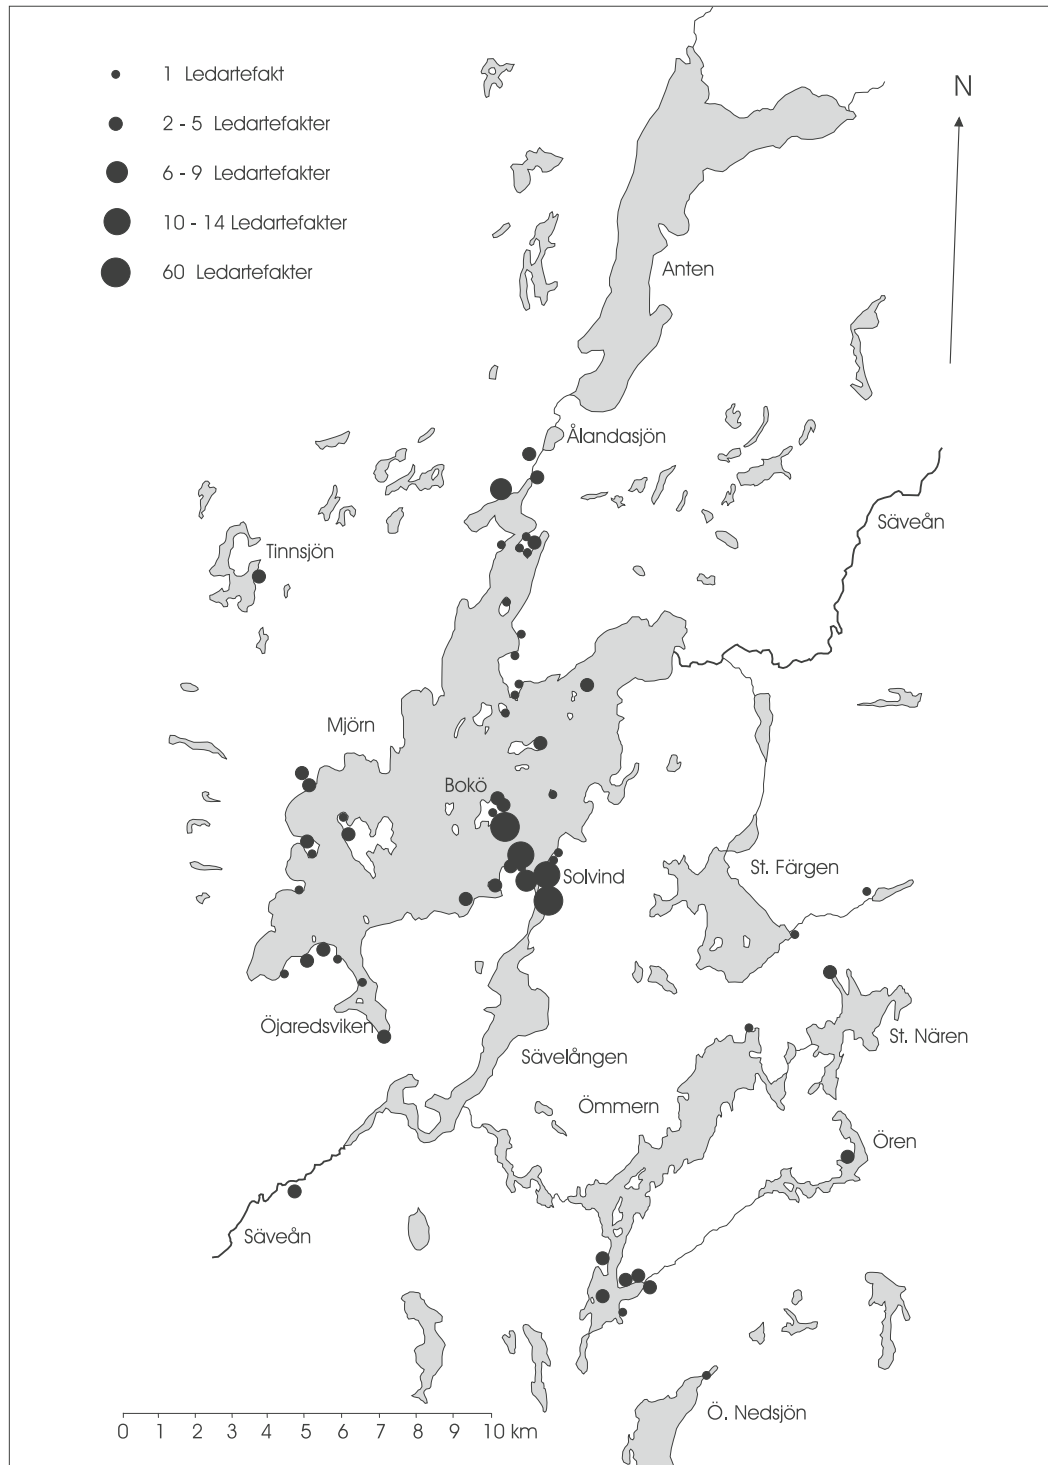 1 Ledartefakt
2 - 5 Ledartefakter
6 - 9 Ledartefakter
10 - 14 Ledartefakter
60 Ledartefakter
N
Anten
Ålandasjön
Säveån
Tinnsjön
Mjörn
Bokö
St. Färgen
Solvind
Öjaredsviken
St. Nären
Sävelången
Ömmern
Ören
Säveån
Ö. Nedsjön
0 1 2 3 4 5 6 7 8 9 10 km